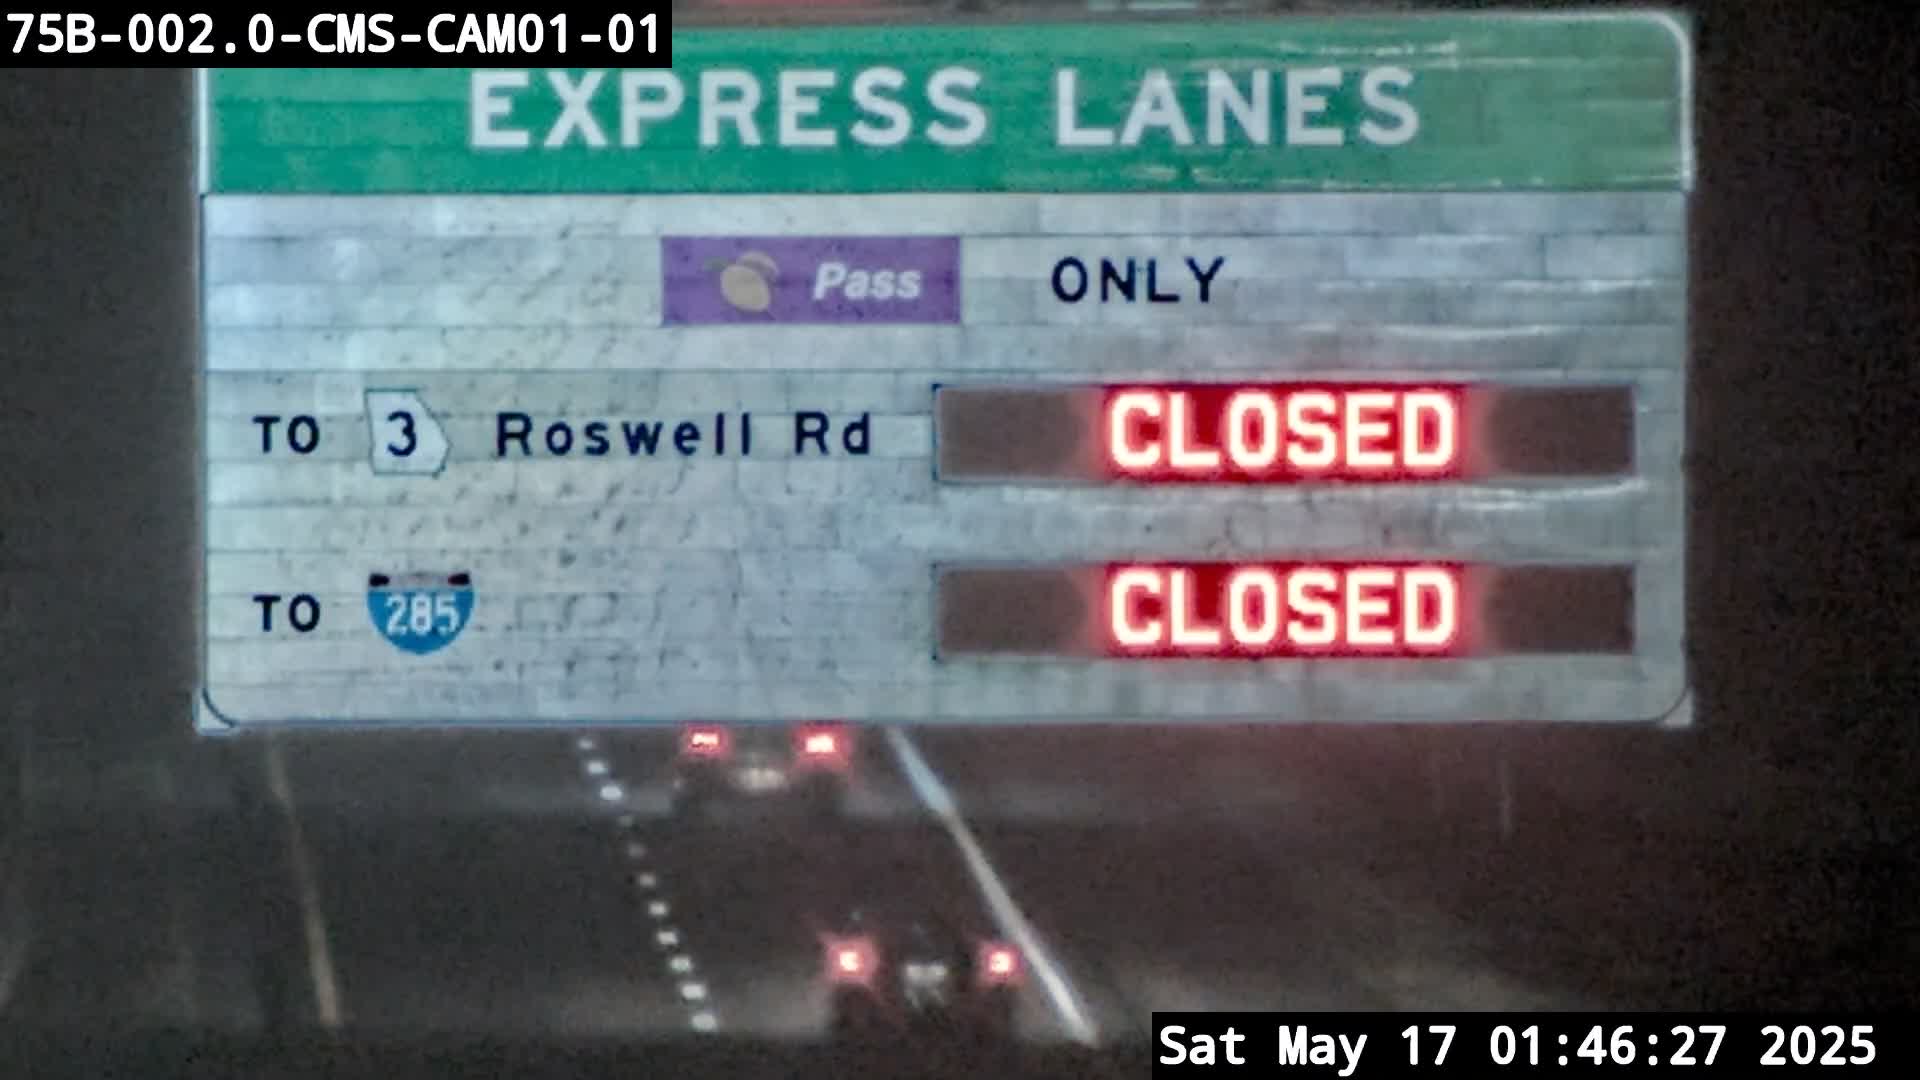 75B-002.0-CMS-CAM01-01
EXPRESS LANES
Pass ONLY
TO 3 Roswell Rd CLOSED
TO 285 CLOSED
Sat May 17 01:46:27 2025